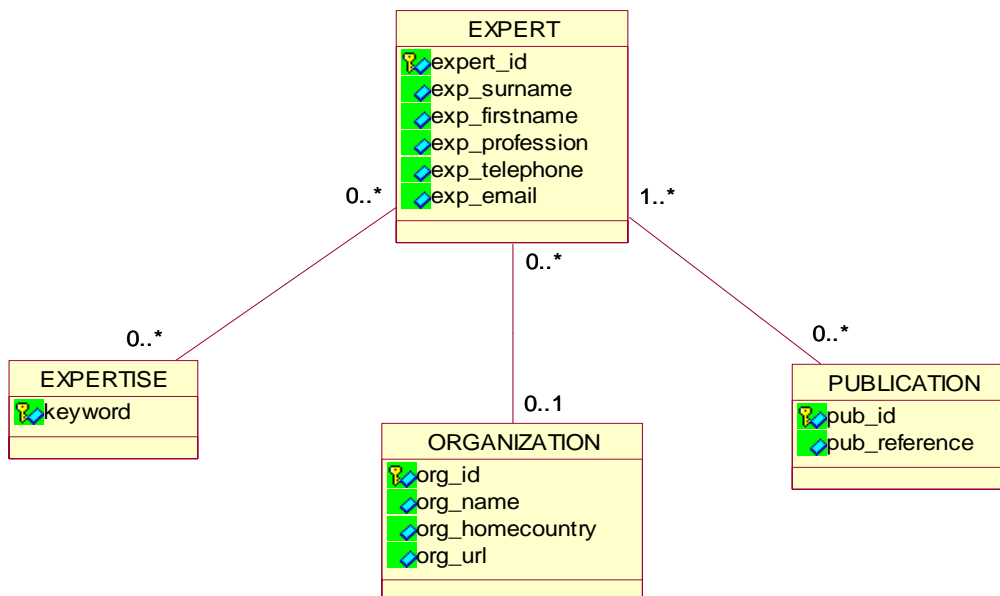 EXPERT
expert_id
exp_surname
exp_firstname
exp_profession
exp_telephone
exp_email
0..*
1..*
0..*
0..*
0..*
0..1
EXPERTISE
keyword
ORGANIZATION
org_id
org_name
org_homecountry
org_url
PUBLICATION
pub_id
pub_reference